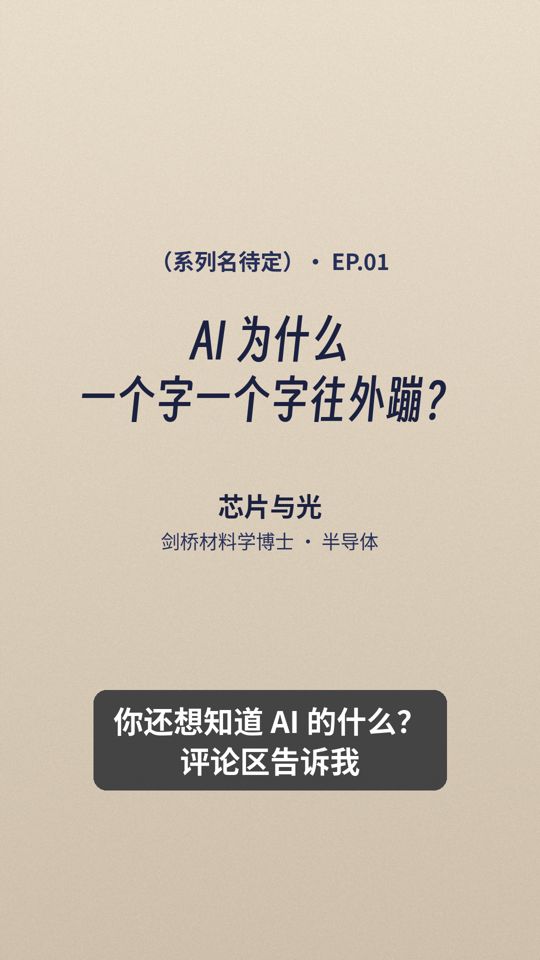 （系列名待定） · EP.01
AI 为什么
一个字一个字往外蹦？
芯片与光
剑桥材料学博士 · 半导体
你还想知道 AI 的什么？
评论区告诉我